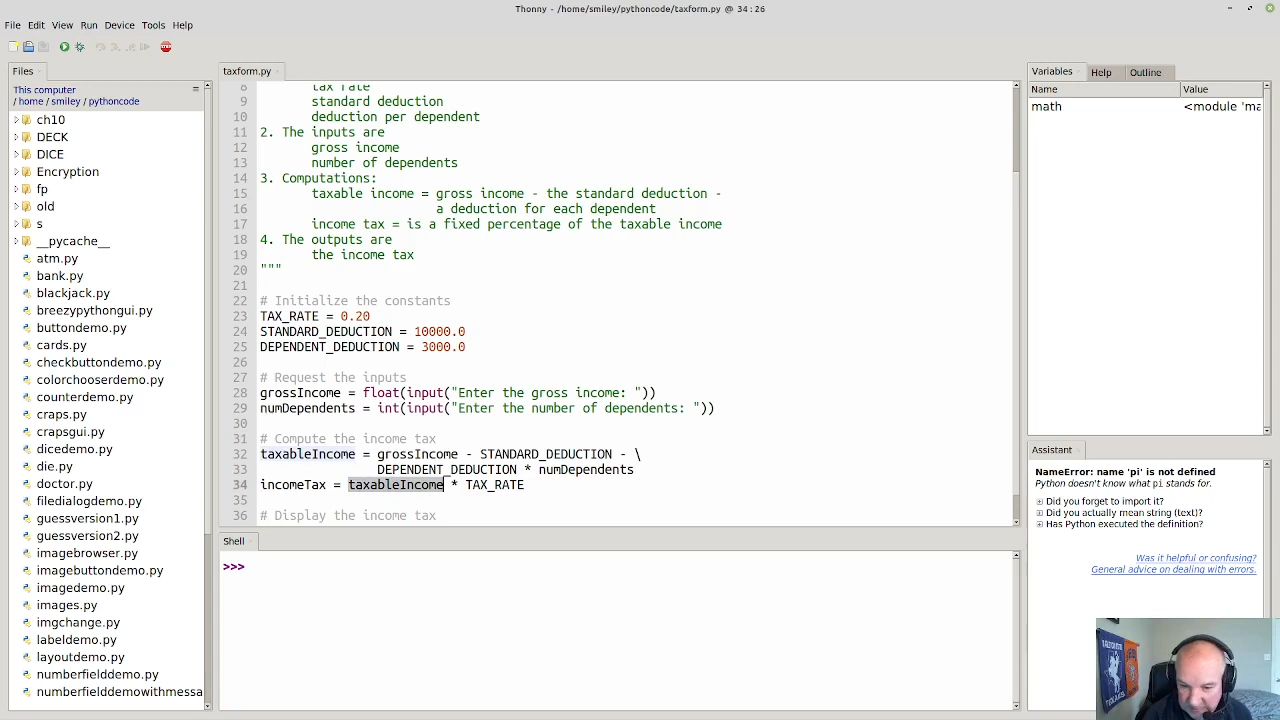 Thonny - /home/smiley/pythoncode/taxform.py @ 34:26
File Edit View Run Device Tools Help
Files
This computer
/ home / smiley / pythoncode
ch10
DECK
DICE
Encryption
fp
old
s
__pycache__
atm.py
bank.py
blackjack.py
breezypythongui.py
buttondemo.py
cards.py
checkbuttondemo.py
colorchooserdemo.py
counterdemo.py
craps.py
crapsgui.py
dicedemo.py
die.py
doctor.py
filedialogdemo.py
guessversion1.py
guessversion2.py
imagebrowser.py
imagebuttondemo.py
imagedemo.py
images.py
imgchange.py
labeldemo.py
layoutdemo.py
numberfielddemo.py
numberfielddemowithmessa
taxform.py
8 tax rate
9 standard deduction
10 deduction per dependent
11 2. The inputs are
12 gross income
13 number of dependents
14 3. Computations:
15 taxable income = gross income - the standard deduction -
16 a deduction for each dependent
17 income tax = is a fixed percentage of the taxable income
18 4. The outputs are
19 the income tax
20 """
21
22 # Initialize the constants
23 TAX_RATE = 0.20
24 STANDARD_DEDUCTION = 10000.0
25 DEPENDENT_DEDUCTION = 3000.0
26
27 # Request the inputs
28 grossIncome = float(input("Enter the gross income: "))
29 numDependents = int(input("Enter the number of dependents: "))
30
31 # Compute the income tax
32 taxableIncome = grossIncome - STANDARD_DEDUCTION - \
33 DEPENDENT_DEDUCTION * numDependents
34 incomeTax = taxableIncome * TAX_RATE
35
36 # Display the income tax
Shell
>>>
Variables Help Outline
Name Value
math <module 'ma
Assistant
NameError: name 'pi' is not defined
Python doesn't know what pi stands for.
Did you forget to import it?
Did you actually mean string (text)?
Has Python executed the definition?
Was it helpful or confusing?
General advice on dealing with errors.